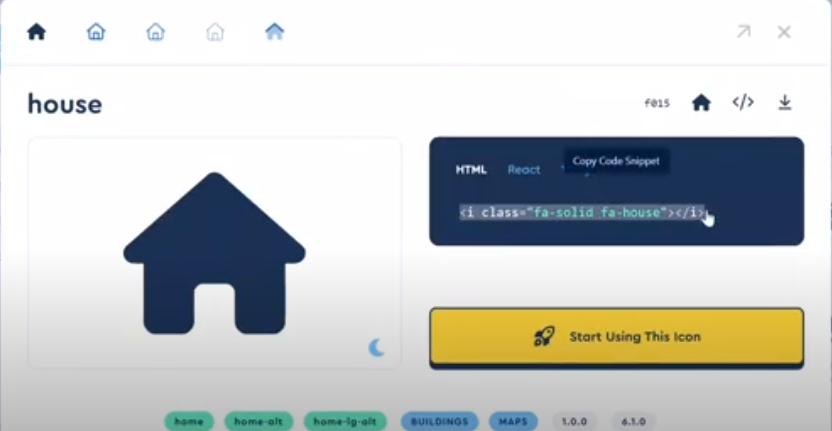 house
f015
Copy Code Snippet
HTML React
<i class="fa-solid fa-house"></i>
Start Using This Icon
home home-alt home-lg-alt BUILDINGS MAPS 1.0.0 6.1.0